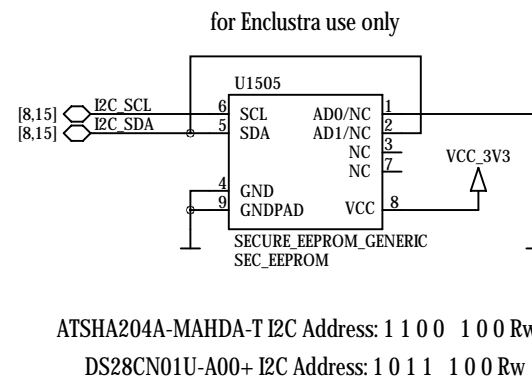 for Enclustra use only
U1505
[8,15] I2C_SCL 6 SCL AD0/NC 1
[8,15] I2C_SDA 5 SDA AD1/NC 2
NC 3
NC 7
VCC_3V3
4 GND
9 GNDPAD VCC 8
SECURE_EEPROM_GENERIC
SEC_EEPROM
ATSHA204A-MAHDA-T I2C Address: 1 1 0 0 1 0 0 Rw
DS28CN01U-A00+ I2C Address: 1 0 1 1 1 0 0 Rw